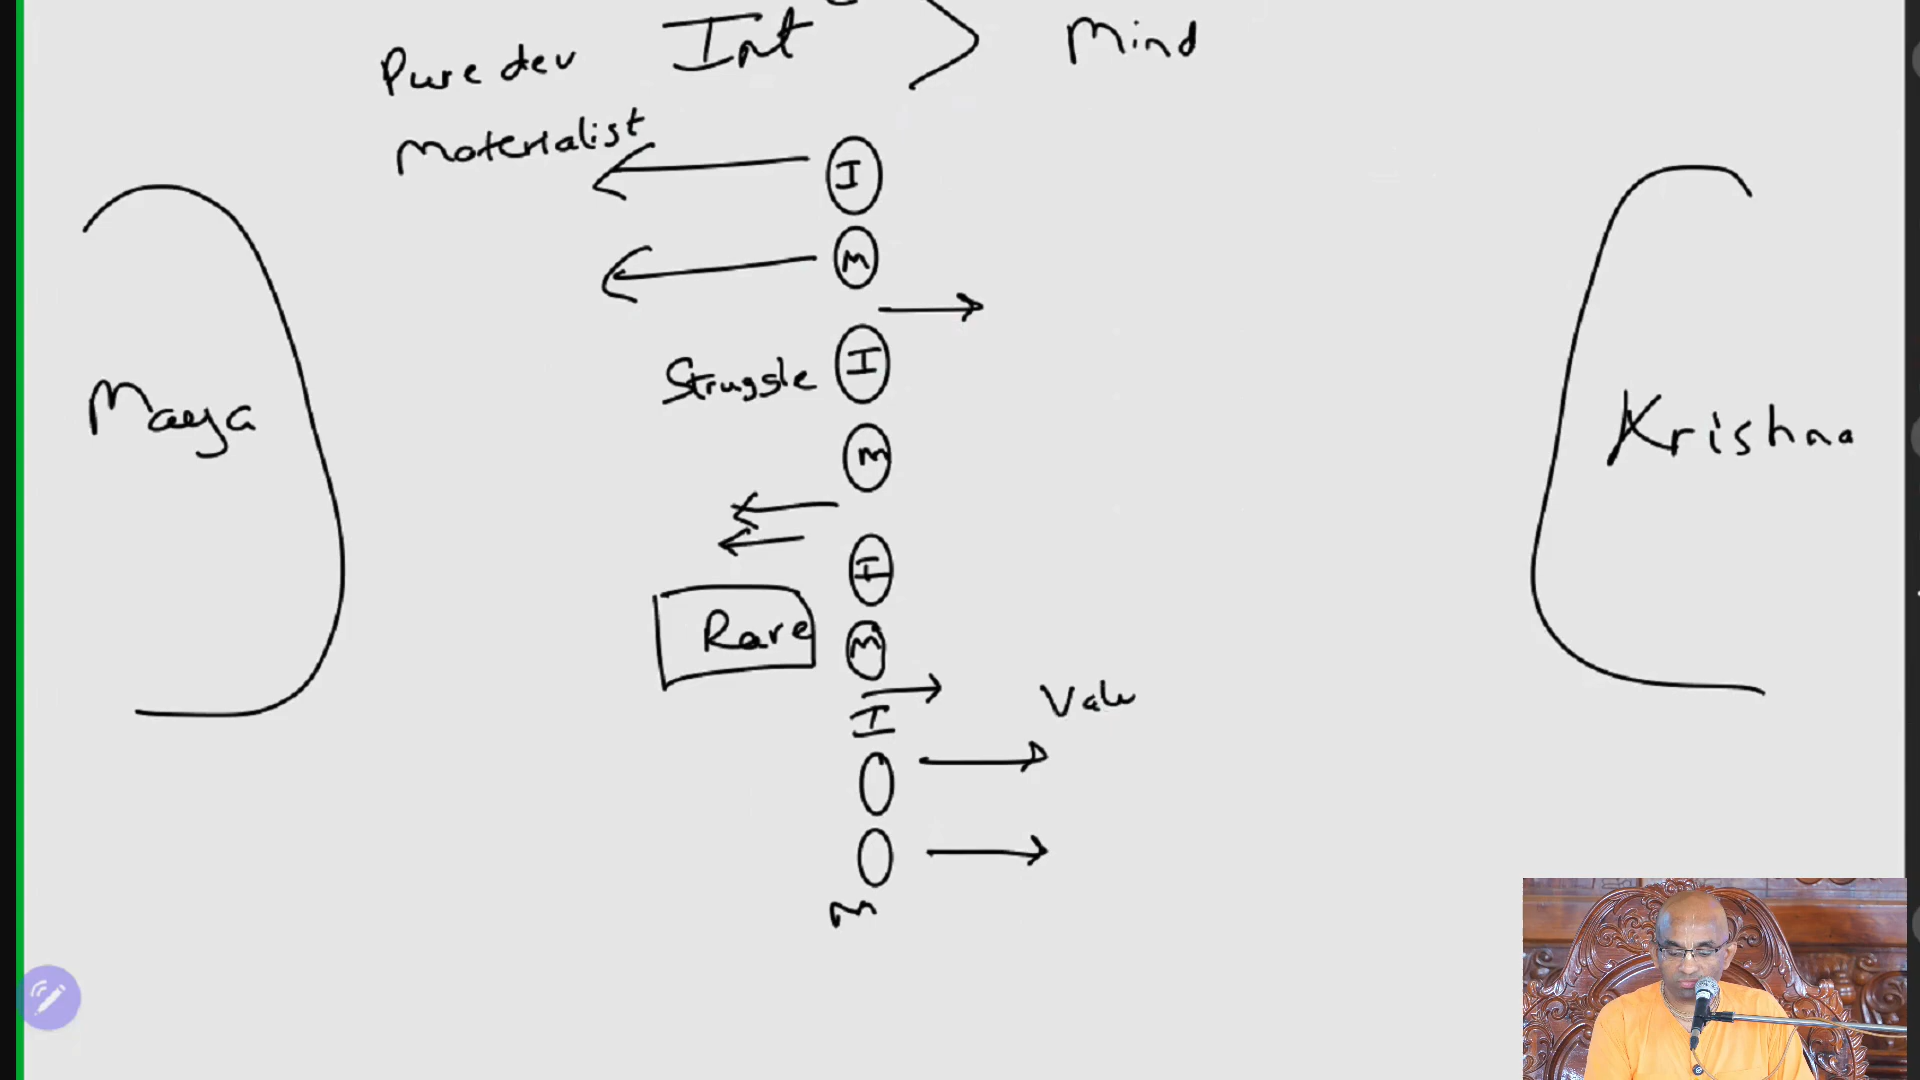 Pure dev Int > Mind
Materialist
I
M
Maya
Struggle I
Krishna
M
I
Rare M
I
Valu
M